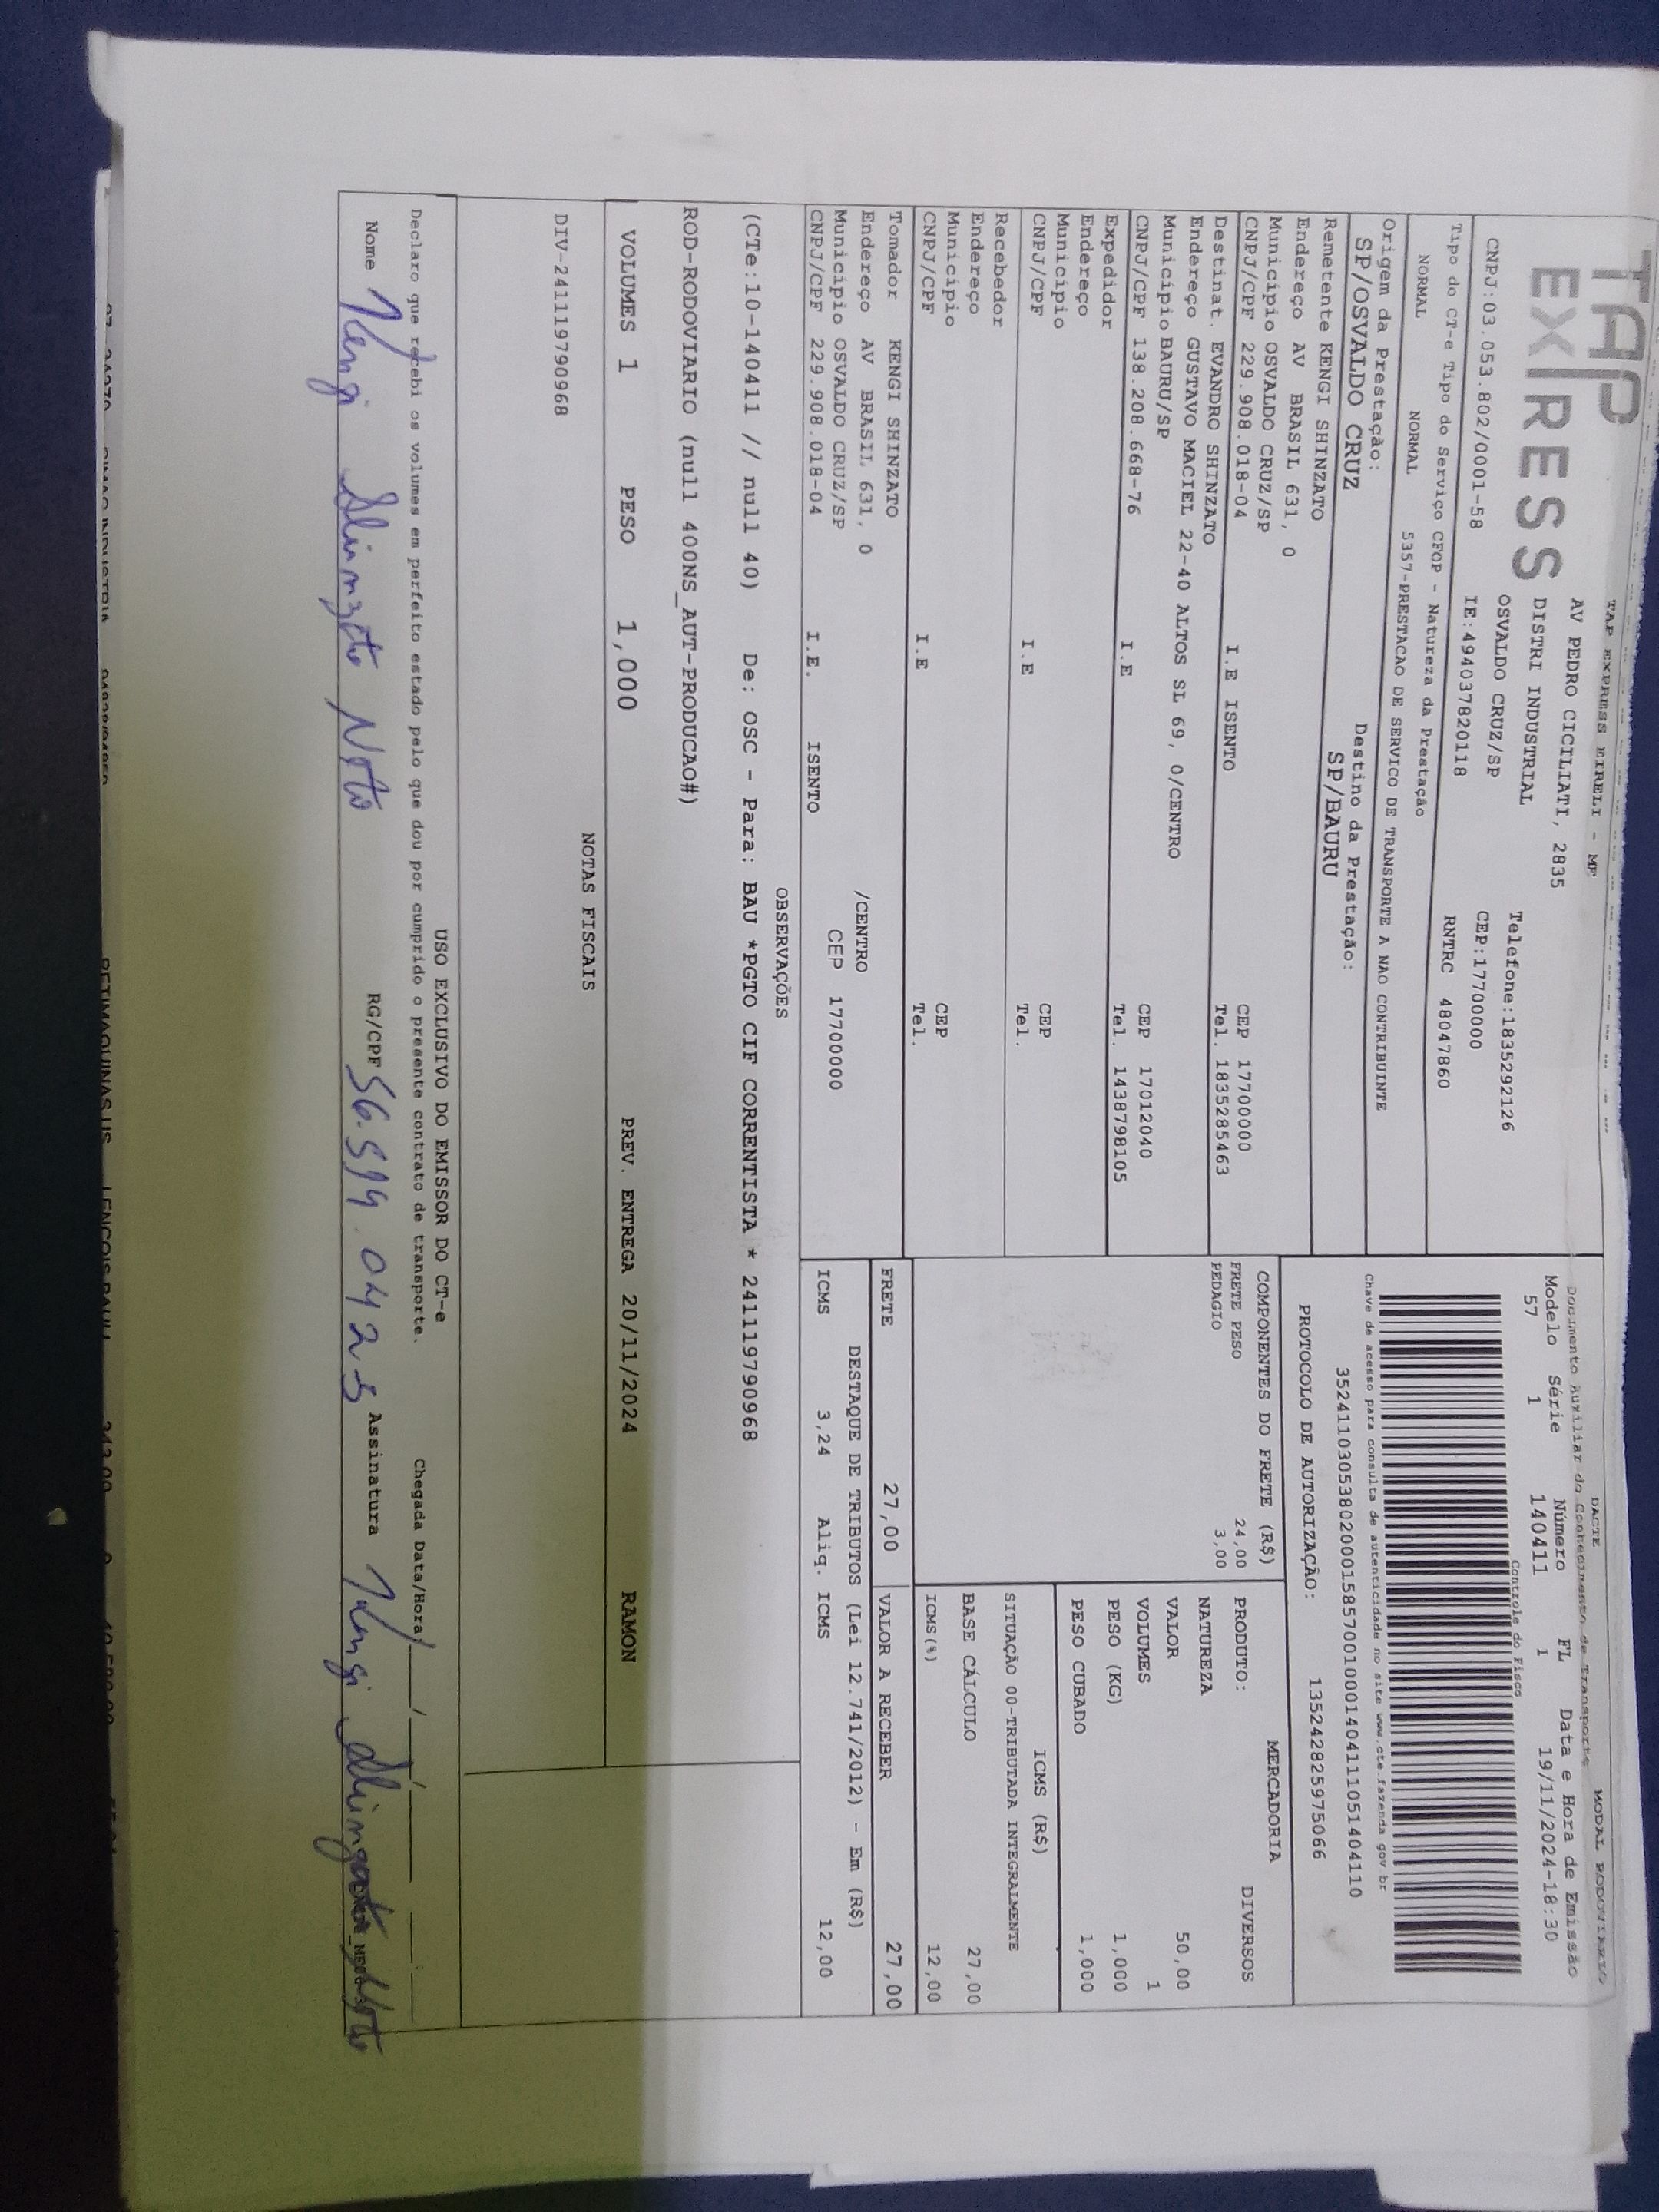 TAP EXPRESS EIRELI - ME
TAP
EX/RESS
AV PEDRO CICILIATI, 2835
DISTRI INDUSTRIAL
Telefone:1835292126
OSVALDO CRUZ/SP
CEP:17700000
CNPJ:03.053.802/0001-58
IE:494037820118
RNTRC 48047860
Tipo do CT-e Tipo do Serviço CFOP - Natureza da Prestação
NORMAL NORMAL 5357-PRESTACAO DE SERVICO DE TRANSPORTE A NAO CONTRIBUINTE
Origem da Prestação: Destino da Prestação:
SP/OSVALDO CRUZ SP/BAURU
Remetente KENGI SHINZATO
Endereço AV BRASIL 631, 0
Município OSVALDO CRUZ/SP CEP 17700000
CNPJ/CPF 229.908.018-04 I.E ISENTO Tel. 1835285463
Destinat. EVANDRO SHINZATO
Endereço GUSTAVO MACIEL 22-40 ALTOS SL 69, 0/CENTRO
Município BAURU/SP CEP 17012040
CNPJ/CPF 138.208.668-76 I.E Tel. 1438798105
Expedidor
Endereço
Município CEP
CNPJ/CPF I.E Tel.
Recebedor
Endereço
Município CEP
CNPJ/CPF I.E Tel.
Tomador KENGI SHINZATO
Endereço AV BRASIL 631, 0 /CENTRO
Município OSVALDO CRUZ/SP CEP 17700000
CNPJ/CPF 229.908.018-04 I.E. ISENTO
DACTE MODAL RODOVIARIO
Documento Auxiliar do Conhecimento de Transporte
Modelo Série Número FL Data e Hora de Emissão
57 1 140411 1 19/11/2024-18:30
Controle do Fisco
Chave de acesso para consulta de autenticidade no site www.cte.fazenda.gov.br
35241103053802000158570010001404111051404110
PROTOCOLO DE AUTORIZAÇÃO: 135242825975066
COMPONENTES DO FRETE (R$)
FRETE PESO 24,00
PEDAGIO 3,00
MERCADORIA
PRODUTO: DIVERSOS
NATUREZA
VALOR 50,00
VOLUMES 1
PESO (KG) 1,000
PESO CUBADO 1,000
ICMS (R$)
SITUAÇÃO 00-TRIBUTADA INTEGRALMENTE
BASE CÁLCULO 27,00
ICMS(%) 12,00
FRETE 27,00 VALOR A RECEBER 27,00
DESTAQUE DE TRIBUTOS (Lei 12.741/2012) - Em (R$)
ICMS 3,24 Aliq. ICMS 12,00
OBSERVAÇÕES
(CTe:10-140411 // null 40) De: OSC - Para: BAU *PGTO CIF CORRENTISTA * 241119790968
ROD-RODOVIARIO (null 400NS_AUT-PRODUCAO#)
VOLUMES 1 PESO 1,000 PREV. ENTREGA 20/11/2024 RAMON
NOTAS FISCAIS
DIV-241119790968
USO EXCLUSIVO DO EMISSOR DO CT-e
Declaro que recebi os volumes em perfeito estado pelo que dou por cumprido o presente contrato de transporte. Chegada Data/Hora / / :
Nome Kengi Shinzato Neto RG/CPF 56.599.042-5 Assinatura Kengi Shinzato Neto